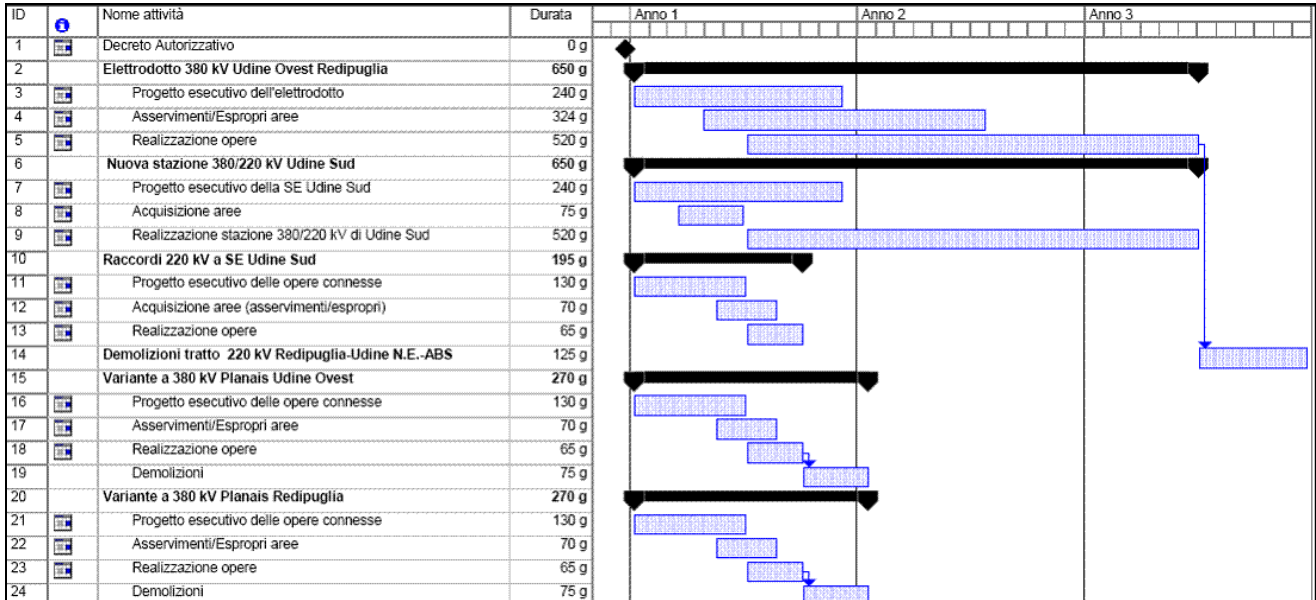 ID Nome attività Durata Anno 1 Anno 2 Anno 3
1 Decreto Autorizzativo 0 g
2 Elettrodotto 380 kV Udine Ovest Redipuglia 650 g
3 Progetto esecutivo dell'elettrodotto 240 g
4 Asservimenti/Espropri aree 324 g
5 Realizzazione opere 520 g
6 Nuova stazione 380/220 kV Udine Sud 650 g
7 Progetto esecutivo della SE Udine Sud 240 g
8 Acquisizione aree 75 g
9 Realizzazione stazione 380/220 kV di Udine Sud 520 g
10 Raccordi 220 kV a SE Udine Sud 195 g
11 Progetto esecutivo delle opere connesse 130 g
12 Acquisizione aree (asservimenti/espropri) 70 g
13 Realizzazione opere 65 g
14 Demolizioni tratto 220 kV Redipuglia-Udine N.E.-ABS 125 g
15 Variante a 380 kV Planais Udine Ovest 270 g
16 Progetto esecutivo delle opere connesse 130 g
17 Asservimenti/Espropri aree 70 g
18 Realizzazione opere 65 g
19 Demolizioni 75 g
20 Variante a 380 kV Planais Redipuglia 270 g
21 Progetto esecutivo delle opere connesse 130 g
22 Asservimenti/Espropri aree 70 g
23 Realizzazione opere 65 g
24 Demolizioni 75 g